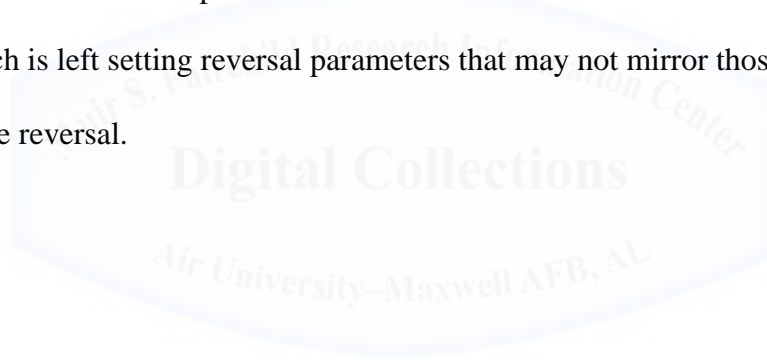 ch is left setting reversal parameters that may not mirror thos
e reversal.
Muir S. Fairchild Research Information Center
Digital Collections
Air University–Maxwell AFB, AL